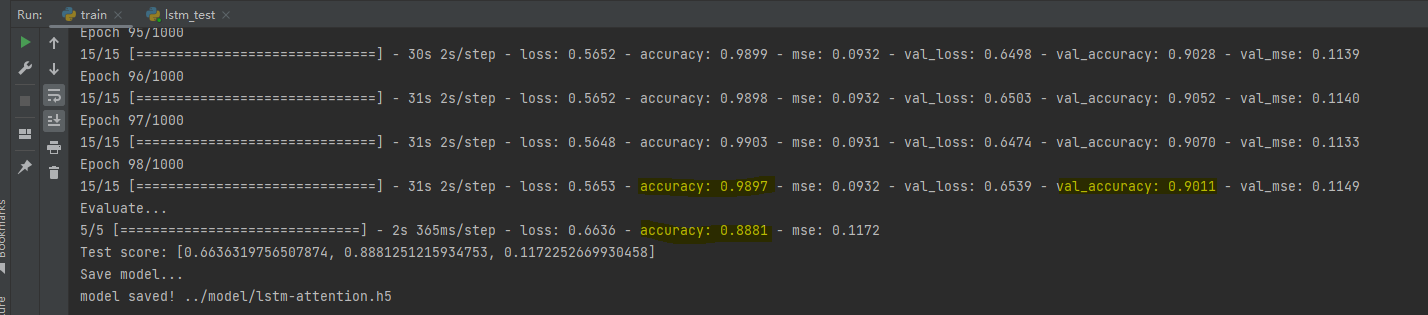 Run: train lstm_test
Epoch 95/1000
15/15 [==============================] - 30s 2s/step - loss: 0.5652 - accuracy: 0.9899 - mse: 0.0932 - val_loss: 0.6498 - val_accuracy: 0.9028 - val_mse: 0.1139
Epoch 96/1000
15/15 [==============================] - 31s 2s/step - loss: 0.5652 - accuracy: 0.9898 - mse: 0.0932 - val_loss: 0.6503 - val_accuracy: 0.9052 - val_mse: 0.1140
Epoch 97/1000
15/15 [==============================] - 31s 2s/step - loss: 0.5648 - accuracy: 0.9903 - mse: 0.0931 - val_loss: 0.6474 - val_accuracy: 0.9070 - val_mse: 0.1133
Epoch 98/1000
15/15 [==============================] - 31s 2s/step - loss: 0.5653 - accuracy: 0.9897 - mse: 0.0932 - val_loss: 0.6539 - val_accuracy: 0.9011 - val_mse: 0.1149
Evaluate...
5/5 [==============================] - 2s 365ms/step - loss: 0.6636 - accuracy: 0.8881 - mse: 0.1172
Test score: [0.6636319756507874, 0.8881251215934753, 0.1172252669930458]
Save model...
model saved! ../model/lstm-attention.h5
Bookmarks